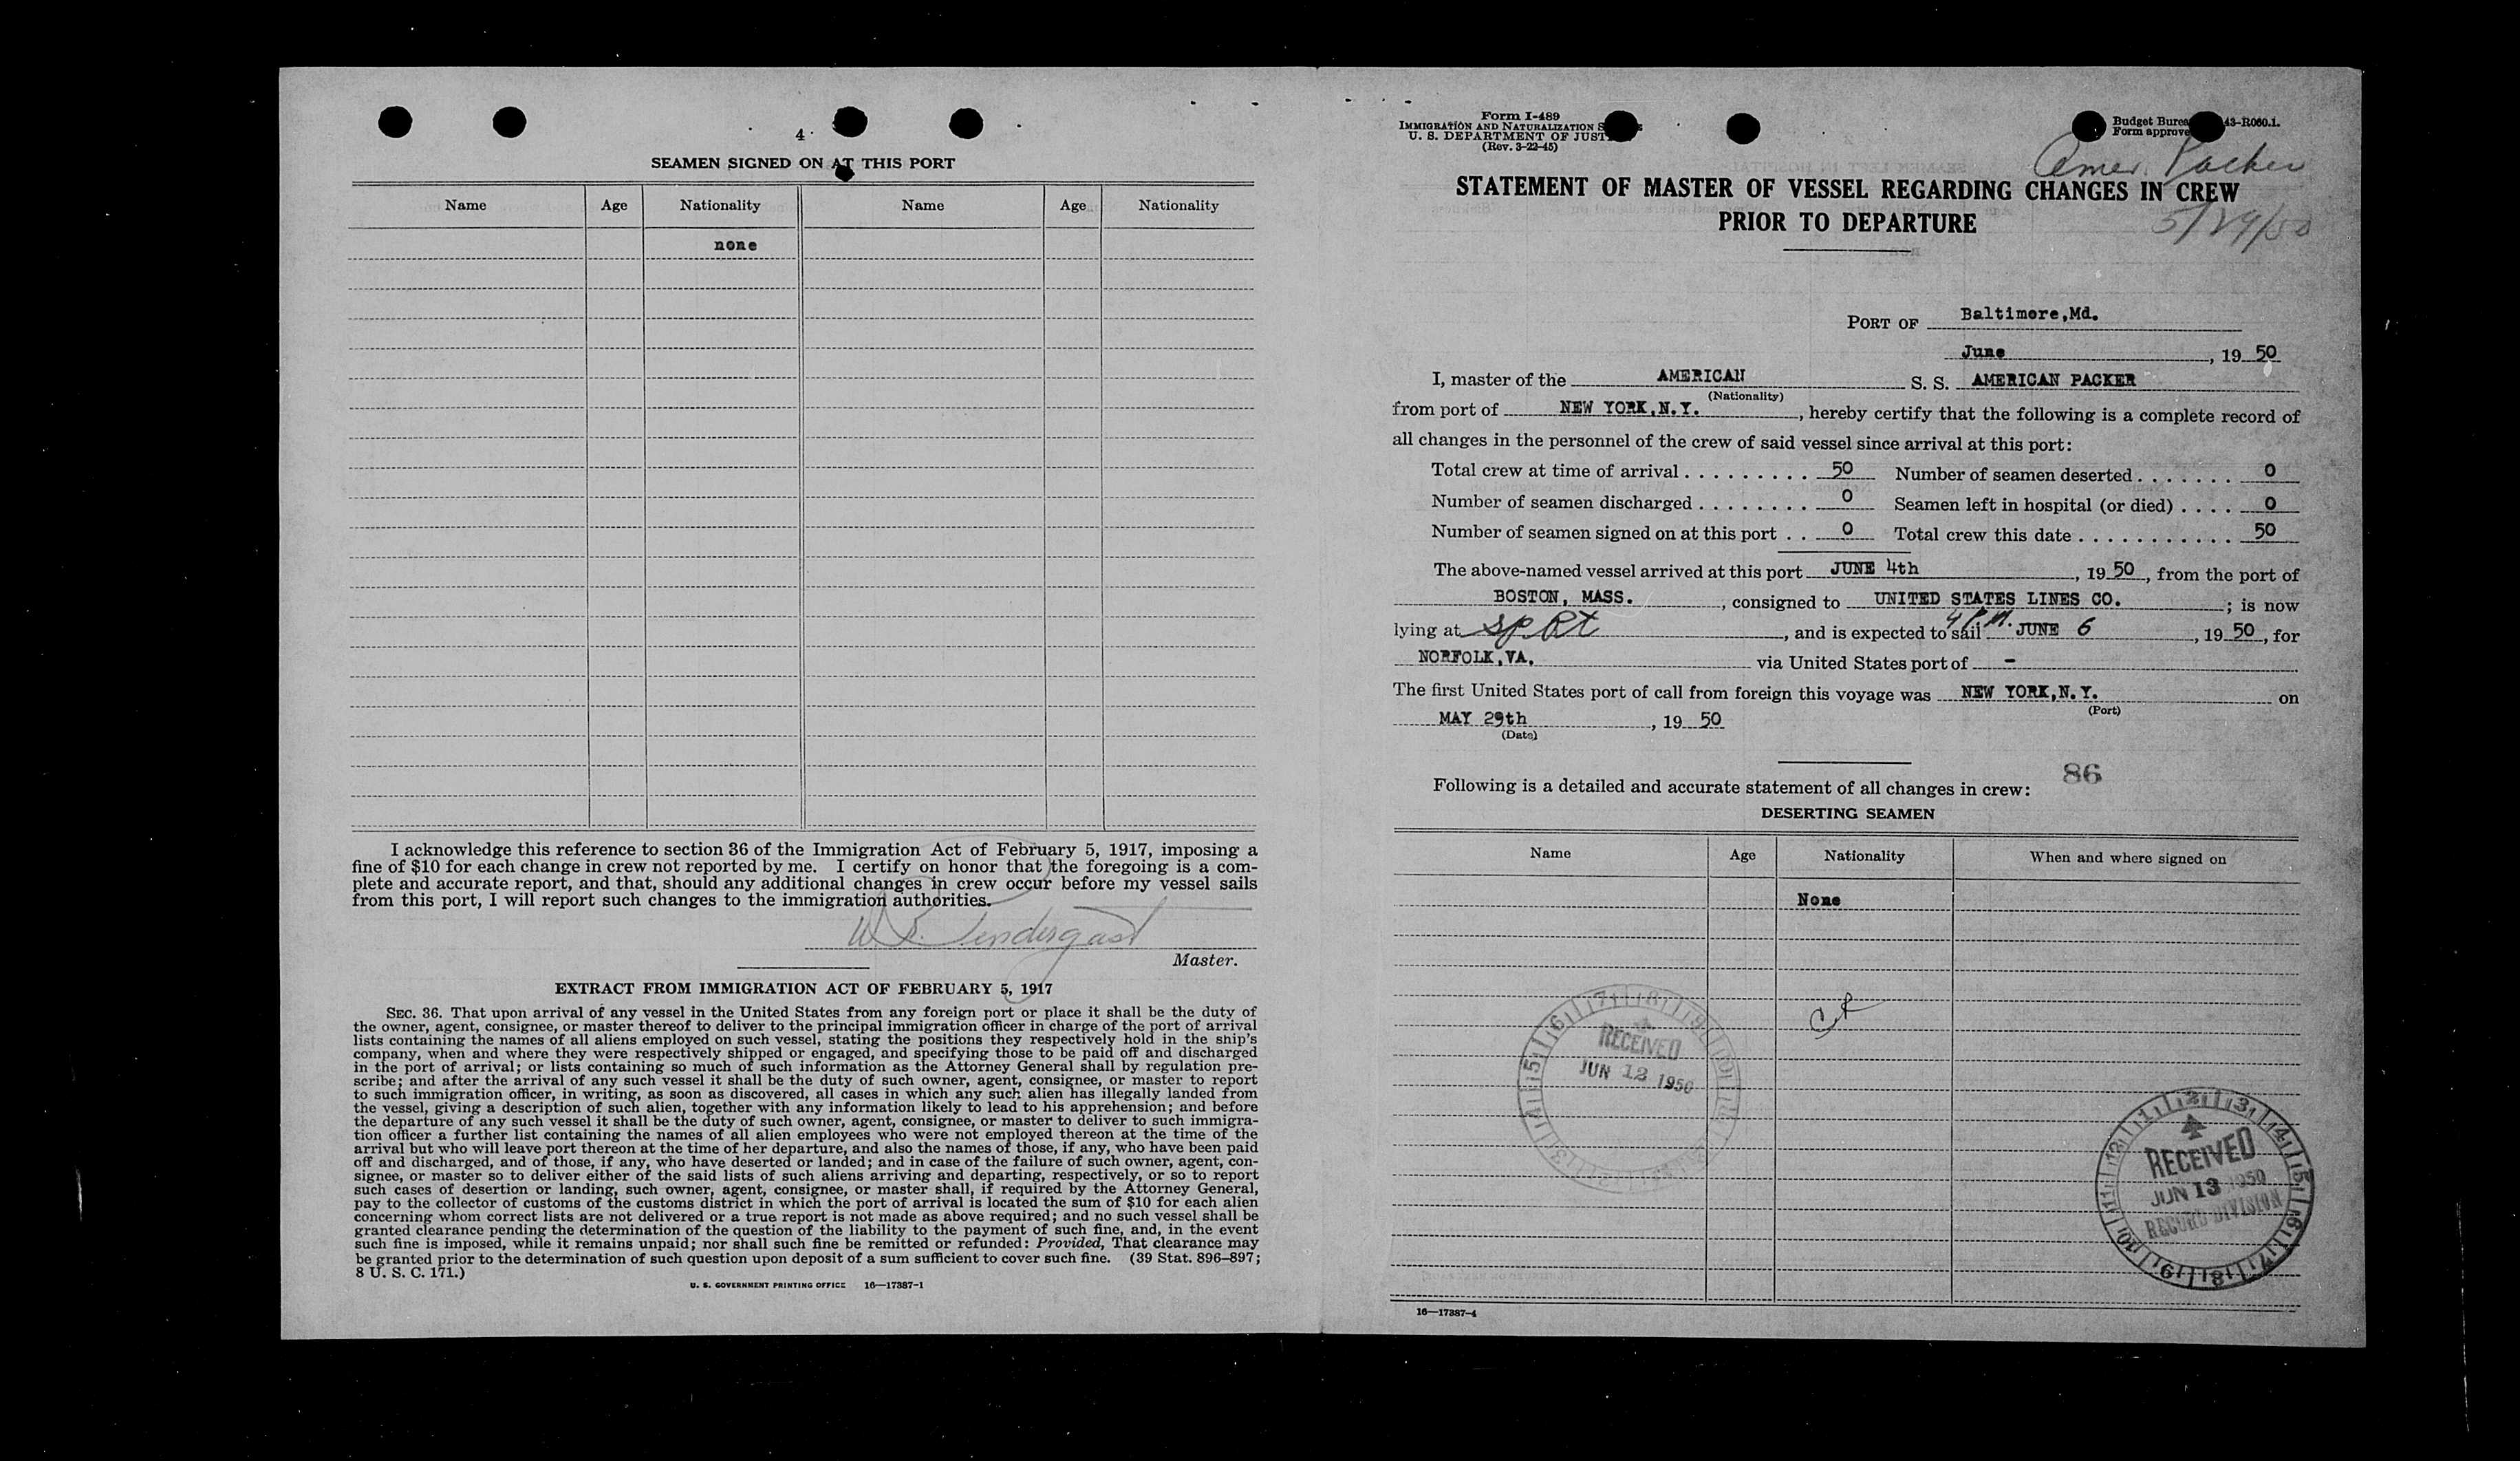 4
SEAMEN SIGNED ON AT THIS PORT
Name Age Nationality Name Age Nationality
none
I acknowledge this reference to section 36 of the Immigration Act of February 5, 1917, imposing a
fine of $10 for each change in crew not reported by me. I certify on honor that the foregoing is a com-
plete and accurate report, and that, should any additional changes in crew occur before my vessel sails
from this port, I will report such changes to the immigration authorities.
Master.
EXTRACT FROM IMMIGRATION ACT OF FEBRUARY 5, 1917
SEC. 36. That upon arrival of any vessel in the United States from any foreign port or place it shall be the duty of
the owner, agent, consignee, or master thereof to deliver to the principal immigration officer in charge of the port of arrival
lists containing the names of all aliens employed on such vessel, stating the positions they respectively hold in the ship's
company, when and where they were respectively shipped or engaged, and specifying those to be paid off and discharged
in the port of arrival; or lists containing so much of such information as the Attorney General shall by regulation pre-
scribe; and after the arrival of any such vessel it shall be the duty of such owner, agent, consignee, or master to report
to such immigration officer, in writing, as soon as discovered, all cases in which any such alien has illegally landed from
the vessel, giving a description of such alien, together with any information likely to lead to his apprehension; and before
the departure of any such vessel it shall be the duty of such owner, agent, consignee, or master to deliver to such immigra-
tion officer a further list containing the names of all alien employees who were not employed thereon at the time of the
arrival but who will leave port thereon at the time of her departure, and also the names of those, if any, who have been paid
off and discharged, and of those, if any, who have deserted or landed; and in case of the failure of such owner, agent, con-
signee, or master so to deliver either of the said lists of such aliens arriving and departing, respectively, or so to report
such cases of desertion or landing, such owner, agent, consignee, or master shall, if required by the Attorney General,
pay to the collector of customs of the customs district in which the port of arrival is located the sum of $10 for each alien
concerning whom correct lists are not delivered or a true report is not made as above required; and no such vessel shall be
granted clearance pending the determination of the question of the liability to the payment of such fine, and, in the event
such fine is imposed, while it remains unpaid; nor shall such fine be remitted or refunded: Provided, That clearance may
be granted prior to the determination of such question upon deposit of a sum sufficient to cover such fine. (39 Stat. 896–897;
8 U. S. C. 171.)
U. S. GOVERNMENT PRINTING OFFICE 16—17387-1
Form I-489
IMMIGRATION AND NATURALIZATION
U. S. DEPARTMENT OF JUST
(Rev. 3-22-45)
Budget Burea 43-R060.1.
Form approve
Amer. Packer
STATEMENT OF MASTER OF VESSEL REGARDING CHANGES IN CREW
PRIOR TO DEPARTURE
5/29/50
PORT OF Baltimore,Md.
June , 19 50
I, master of the AMERICAN S. S. AMERICAN PACKER
(Nationality)
from port of NEW YORK,N.Y. , hereby certify that the following is a complete record of
all changes in the personnel of the crew of said vessel since arrival at this port:
Total crew at time of arrival . . . . . . . . . 50 Number of seamen deserted . . . . . . . 0
Number of seamen discharged . . . . . . . . 0 Seamen left in hospital (or died) . . . . 0
Number of seamen signed on at this port . . 0 Total crew this date . . . . . . . . . . . 50
The above-named vessel arrived at this port JUNE 4th , 19 50 , from the port of
BOSTON, MASS. , consigned to UNITED STATES LINES CO. ; is now
lying at sp Rt , and is expected to sail 4 P.M. JUNE 6 , 19 50 , for
NORFOLK,VA. via United States port of -
The first United States port of call from foreign this voyage was NEW YORK,N.Y. on
(Port)
MAY 29th , 19 50
(Date)
86
Following is a detailed and accurate statement of all changes in crew:
DESERTING SEAMEN
Name Age Nationality When and where signed on
None
RECEIVED
JUN 12 1950
RECEIVED
JUN 13 1950
RECORD DIVISION
16—17387-4